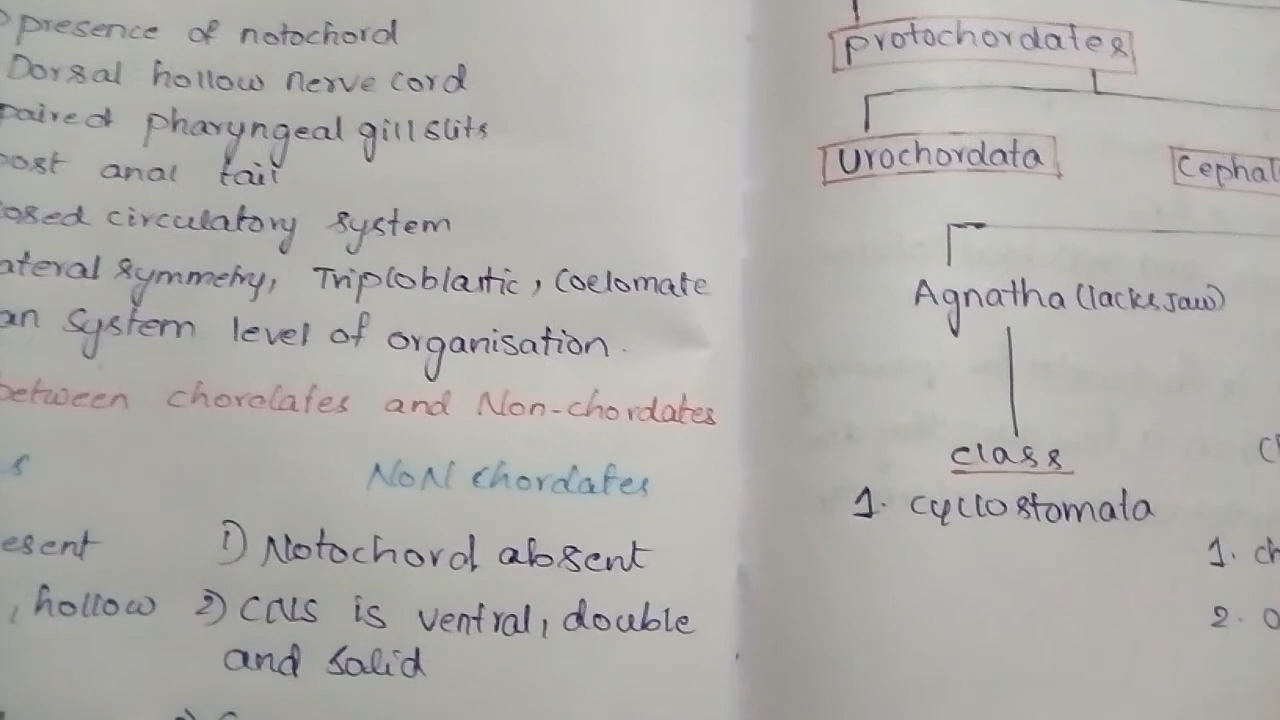 presence of notochord
Dorsal hollow nerve cord
paired pharyngeal gill slits
post anal tail
osed circulatory system
ateral symmetry, Triploblastic, Coelomate
an system level of organisation.
between chordates and Non-chordates
s
NON chordates
esent 1) Notochord absent
, hollow 2) CNS is ventral, double
and solid
protochordates
Urochordata
Cephal
Agnatha (lacks jaw)
class
1. cyclostomata
1. ch
2. O